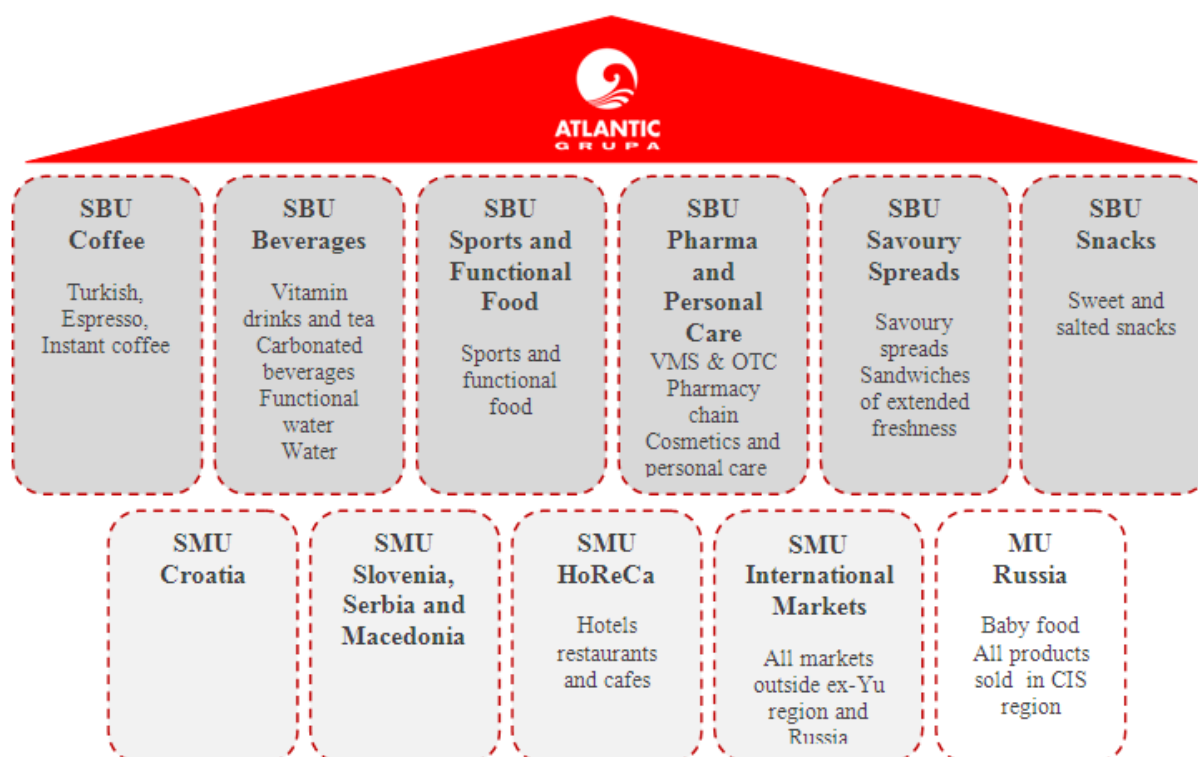 ATLANTIC
GRUPA
SBU
Coffee
Turkish,
Espresso,
Instant coffee
SBU
Beverages
Vitamin
drinks and tea
Carbonated
beverages
Functional
water
Water
SBU
Sports and
Functional
Food
Sports and
functional
food
SBU
Pharma
and
Personal
Care
VMS & OTC
Pharmacy
chain
Cosmetics and
personal care
SBU
Savoury
Spreads
Savoury
spreads
Sandwiches
of extended
freshness
SBU
Snacks
Sweet and
salted snacks
SMU
Croatia
SMU
Slovenia,
Serbia and
Macedonia
SMU
HoReCa
Hotels
restaurants
and cafes
SMU
International
Markets
All markets
outside ex-Yu
region and
Russia
MU
Russia
Baby food
All products
sold in CIS
region